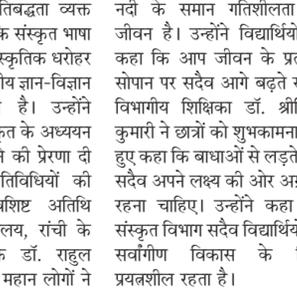 तिबद्धता व्यक्त
क संस्कृत भाषा
स्कृतिक धरोहर
ीय ज्ञान-विज्ञान
है। उन्होंने
कृत के अध्ययन
ने की प्रेरणा दी
तिविधियों की
शिष्ट अतिथि
लय, रांची के
क डॉ. राहुल
महान लोगों ने
नदी के समान गतिशीलता
जीवन है। उन्होंने विद्यार्थियो
कहा कि आप जीवन के प्र
सोपान पर सदैव आगे बढ़ते
विभागीय शिक्षिका डॉ. श्री
कुमारी ने छात्रों को शुभकामना
हुए कहा कि बाधाओं से लड़ते
सदैव अपने लक्ष्य की ओर अ
रहना चाहिए। उन्होंने कहा
संस्कृत विभाग सदैव विद्यार्थिय
सर्वांगीण विकास के
प्रयत्नशील रहता है।